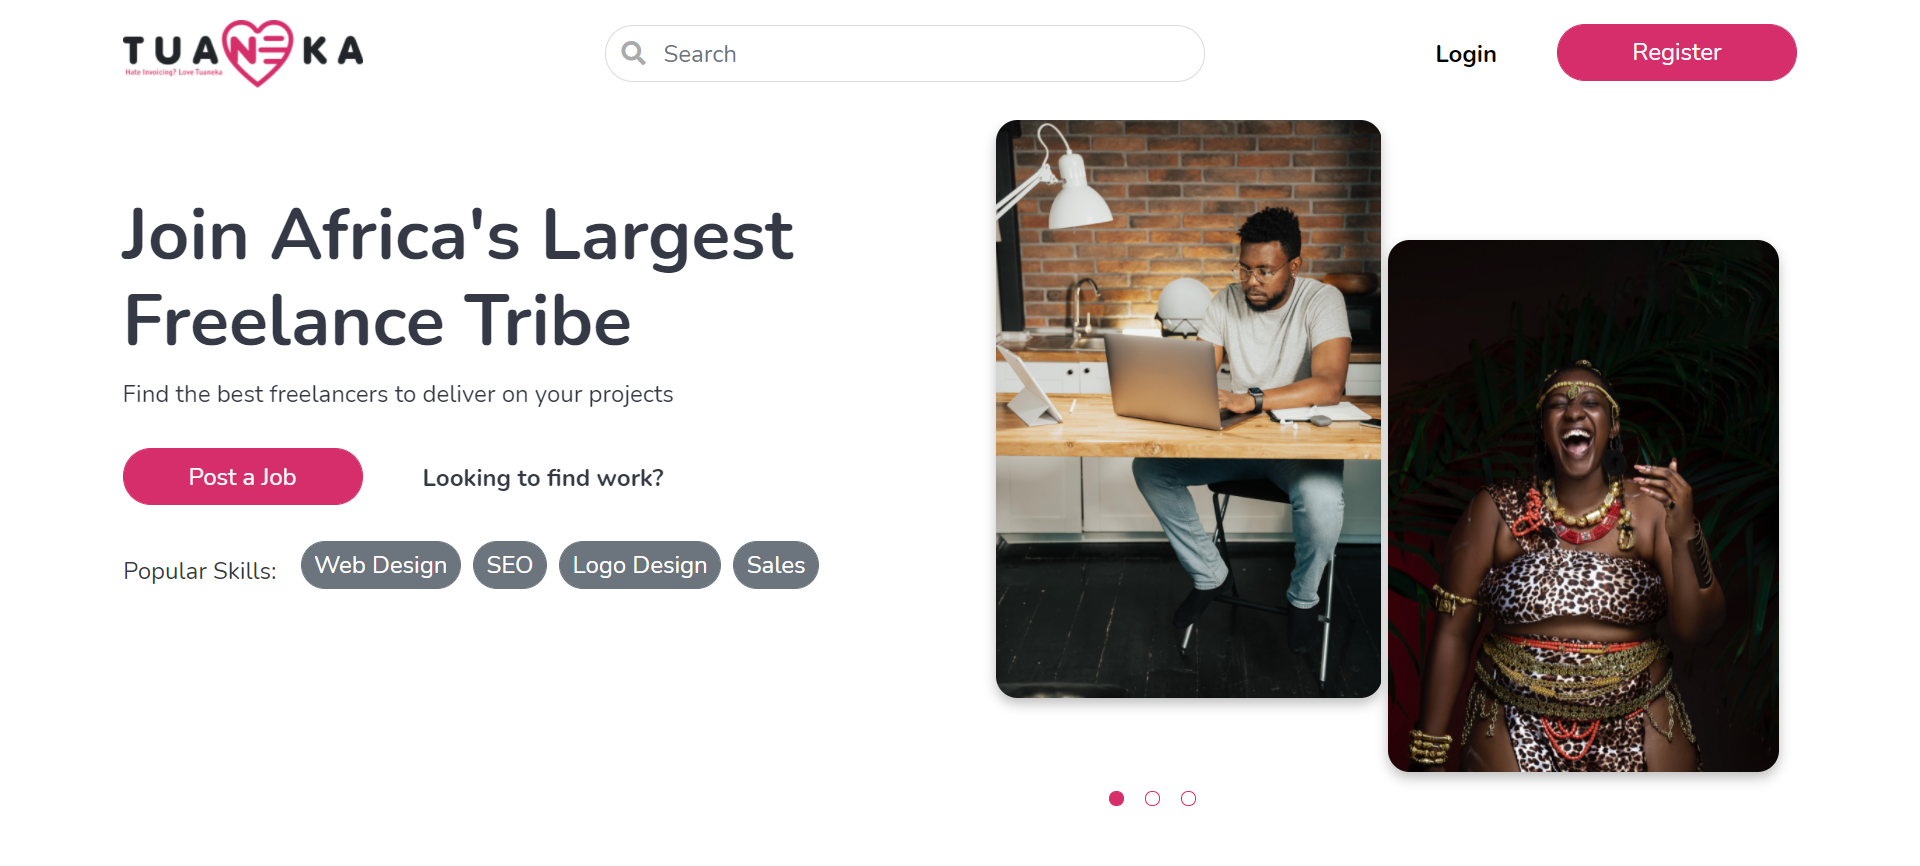 TUANEKA
Hate Invoicing? Love Tuaneka
Search
Login
Register
Join Africa's Largest
Freelance Tribe
Find the best freelancers to deliver on your projects
Post a Job
Looking to find work?
Popular Skills:
Web Design
SEO
Logo Design
Sales